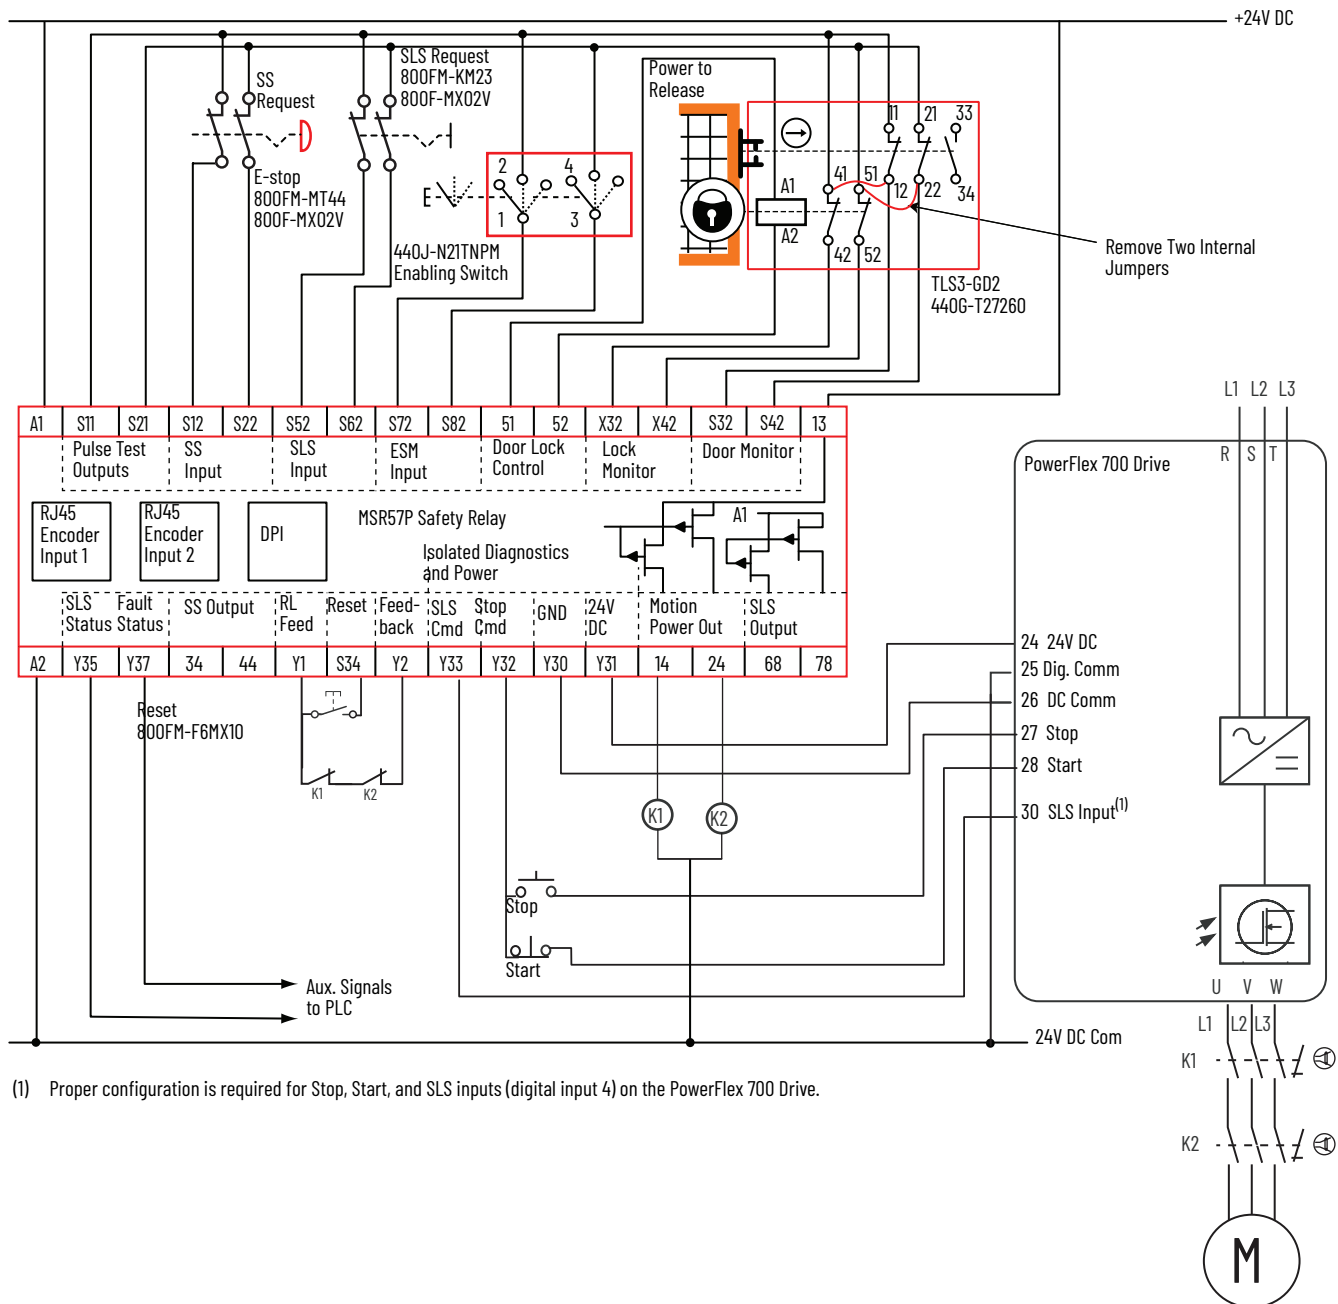 +24V DC
SS
Request
SLS Request
800FM-KM23
800F-MX02V
Power to
Release
E-stop
800FM-MT44
800F-MX02V
2
4
1
3
440J-N21TNPM
Enabling Switch
11
21
33
41
51
12
22
34
A1
A2
42
52
Remove Two Internal
Jumpers
TLS3-GD2
440G-T27260
A1
S11
S21
S12
S22
S52
S62
S72
S82
51
52
X32
X42
S32
S42
13
Pulse Test
Outputs
SS
Input
SLS
Input
ESM
Input
Door Lock
Control
Lock
Monitor
Door Monitor
RJ45
Encoder
Input 1
RJ45
Encoder
Input 2
DPI
MSR57P Safety Relay
Isolated Diagnostics
and Power
A1
SLS
Status
Fault
Status
SS Output
RL
Feed
Reset
Feed-
back
SLS
Cmd
Stop
Cmd
GND
24V
DC
Motion
Power Out
SLS
Output
A2
Y35
Y37
34
44
Y1
S34
Y2
Y33
Y32
Y30
Y31
14
24
68
78
Reset
800FM-F6MX10
K1
K2
K1
K2
Stop
Start
Aux. Signals
to PLC
24V DC Com
L1
L2
L3
R
S
T
PowerFlex 700 Drive
24 24V DC
25 Dig. Comm
26 DC Comm
27 Stop
28 Start
30 SLS Input(1)
U
V
W
L1
L2
L3
K1
K2
M
(1) Proper configuration is required for Stop, Start, and SLS inputs (digital input 4) on the PowerFlex 700 Drive.